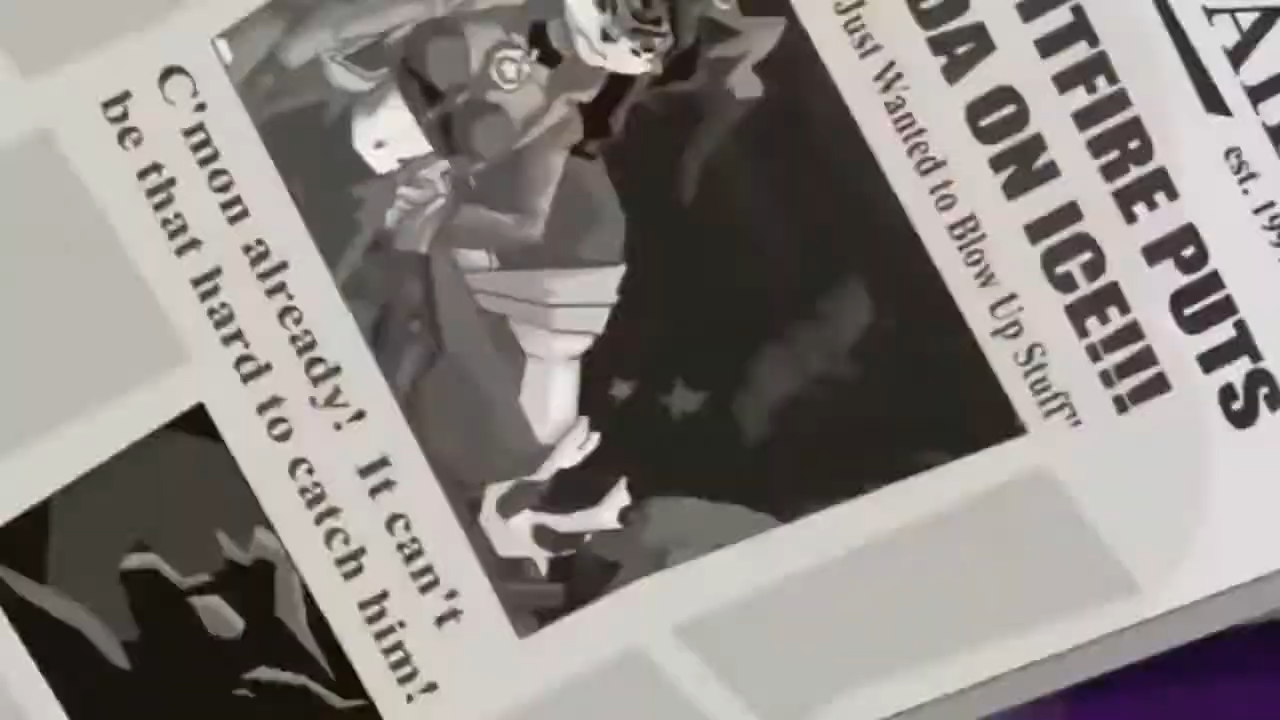 est. 199
TFIRE PUTS
DA ON ICE!!!
Just Wanted to Blow Up Stuff"
C'mon already! It can't
be that hard to catch him!